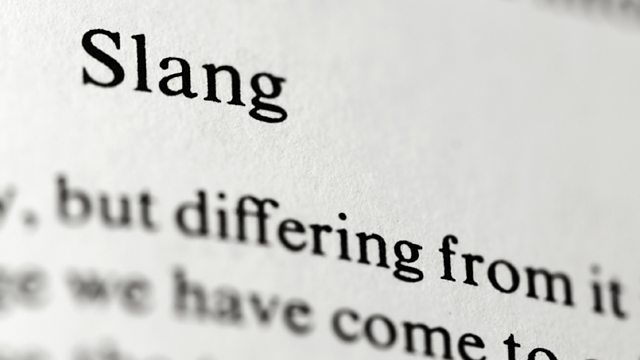 Slang
, but differing from it
we have come to